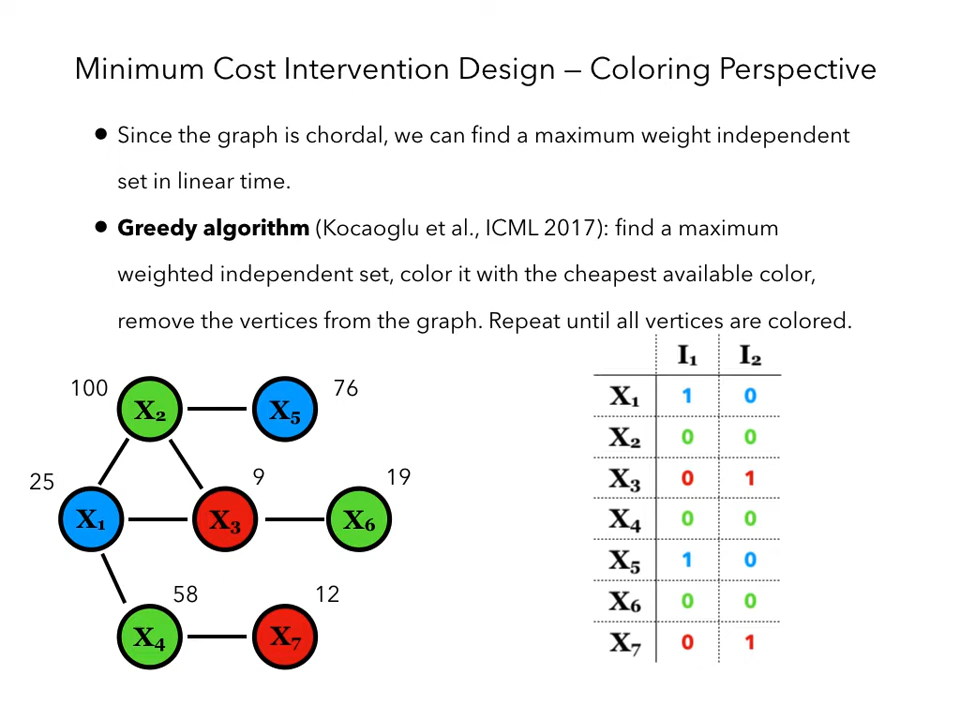 Minimum Cost Intervention Design – Coloring Perspective
● Since the graph is chordal, we can find a maximum weight independent
set in linear time.
● Greedy algorithm (Kocaoglu et al., ICML 2017): find a maximum
weighted independent set, color it with the cheapest available color,
remove the vertices from the graph. Repeat until all vertices are colored.
100 X₂ X₅ 76
25 X₁ 9 X₃ 19 X₆
58 X₄ 12 X₇
I₁ I₂
X₁ 1 0
X₂ 0 0
X₃ 0 1
X₄ 0 0
X₅ 1 0
X₆ 0 0
X₇ 0 1